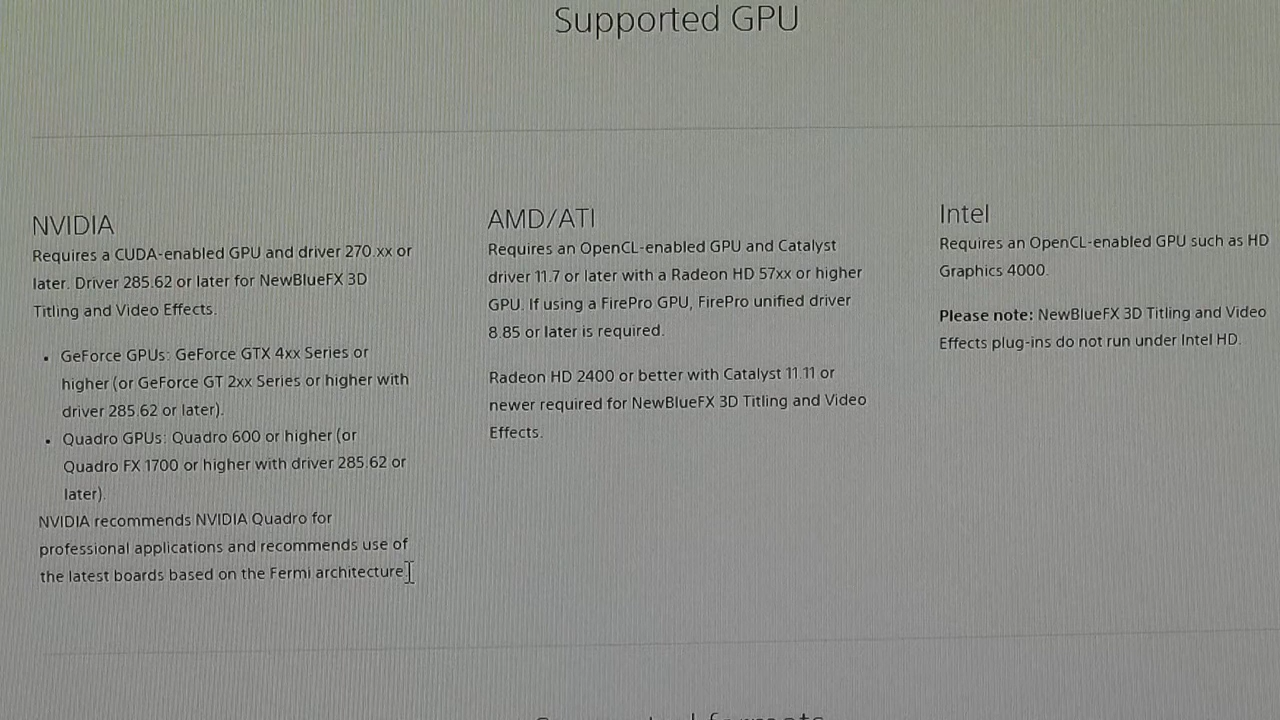 Supported GPU
NVIDIA
Requires a CUDA-enabled GPU and driver 270.xx or
later. Driver 285.62 or later for NewBlueFX 3D
Titling and Video Effects.
• GeForce GPUs: GeForce GTX 4xx Series or
higher (or GeForce GT 2xx Series or higher with
driver 285.62 or later).
• Quadro GPUs: Quadro 600 or higher (or
Quadro FX 1700 or higher with driver 285.62 or
later).
NVIDIA recommends NVIDIA Quadro for
professional applications and recommends use of
the latest boards based on the Fermi architecture.
AMD/ATI
Requires an OpenCL-enabled GPU and Catalyst
driver 11.7 or later with a Radeon HD 57xx or higher
GPU. If using a FirePro GPU, FirePro unified driver
8.85 or later is required.
Radeon HD 2400 or better with Catalyst 11.11 or
newer required for NewBlueFX 3D Titling and Video
Effects.
Intel
Requires an OpenCL-enabled GPU such as HD
Graphics 4000.
Please note: NewBlueFX 3D Titling and Video
Effects plug-ins do not run under Intel HD.